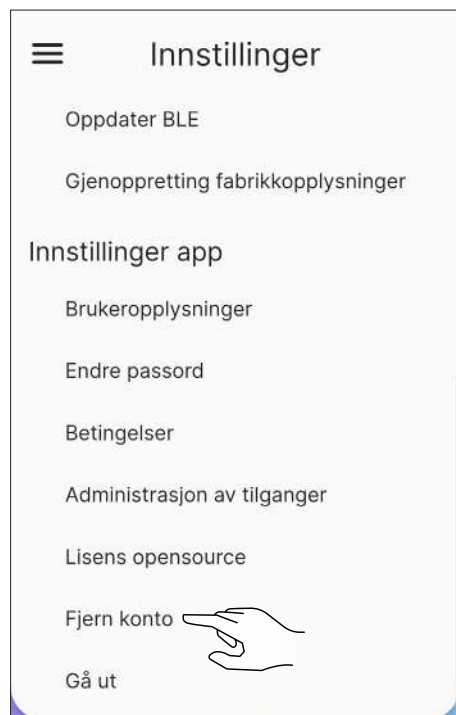 Innstillinger
Oppdater BLE
Gjenoppretting fabrikkopplysninger
Innstillinger app
Brukeropplysninger
Endre passord
Betingelser
Administrasjon av tilganger
Lisens opensource
Fjern konto
Gå ut